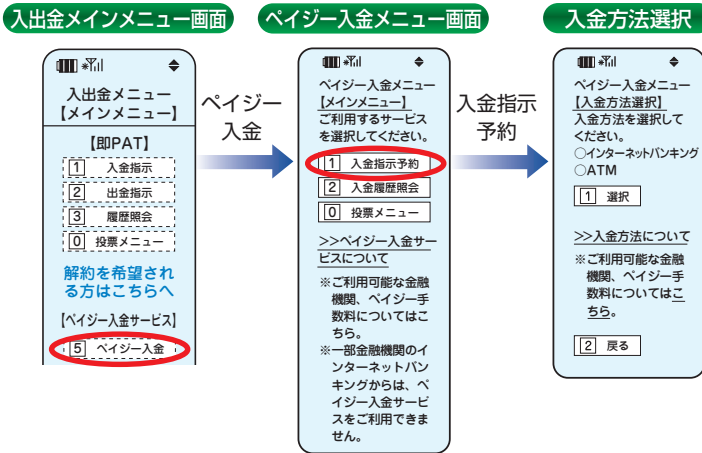 入出金メインメニュー画面
入出金メニュー
【メインメニュー】
【即PAT】
1 入金指示
2 出金指示
3 履歴照会
0 投票メニュー
解約を希望され
る方はこちらへ
【ペイジー入金サービス】
5 ペイジー入金
ペイジー
入金
ペイジー入金メニュー画面
ペイジー入金メニュー
【メインメニュー】
ご利用するサービス
を選択してください。
1 入金指示予約
2 入金履歴照会
0 投票メニュー
>>ペイジー入金サー
ビスについて
※ご利用可能な金融
機関、ペイジー手
数料についてはこ
ちら。
※一部金融機関のイ
ンターネットバン
キングからは、ペ
イジー入金サービ
スをご利用できま
せん。
入金指示
予約
入金方法選択
ペイジー入金メニュー
【入金方法選択】
入金方法を選択して
ください。
○インターネットバンキング
○ATM
1 選択
>>入金方法について
※ご利用可能な金融
機関、ペイジー手
数料についてはこ
ちら。
2 戻る